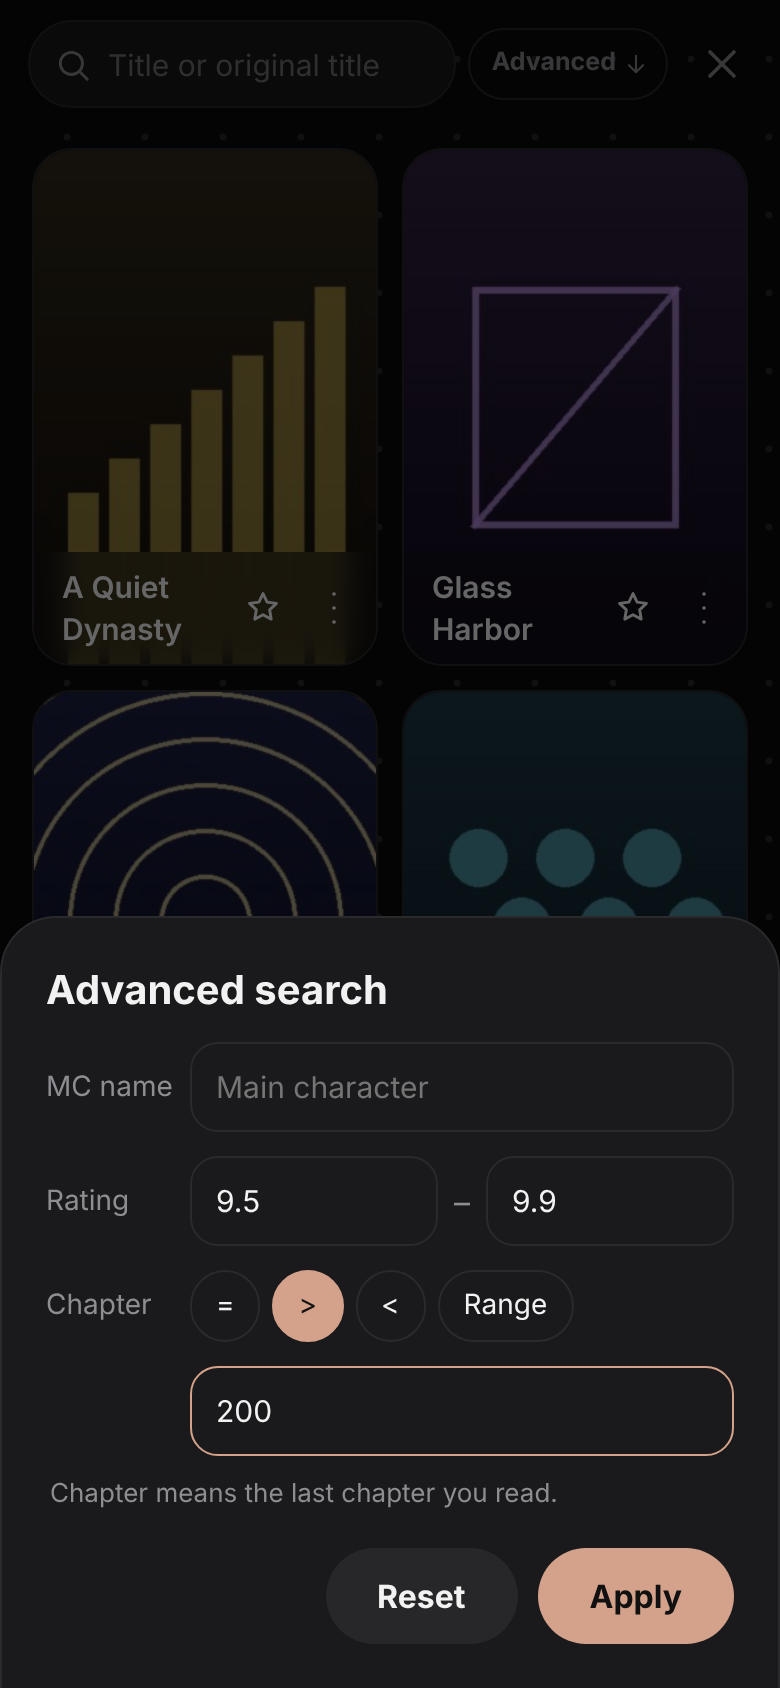 Title or original title
Advanced ↓
A Quiet
Dynasty
Glass
Harbor
Advanced search
MC name
Main character
Rating
9.5 – 9.9
Chapter
= > < Range
200
Chapter means the last chapter you read.
Reset
Apply